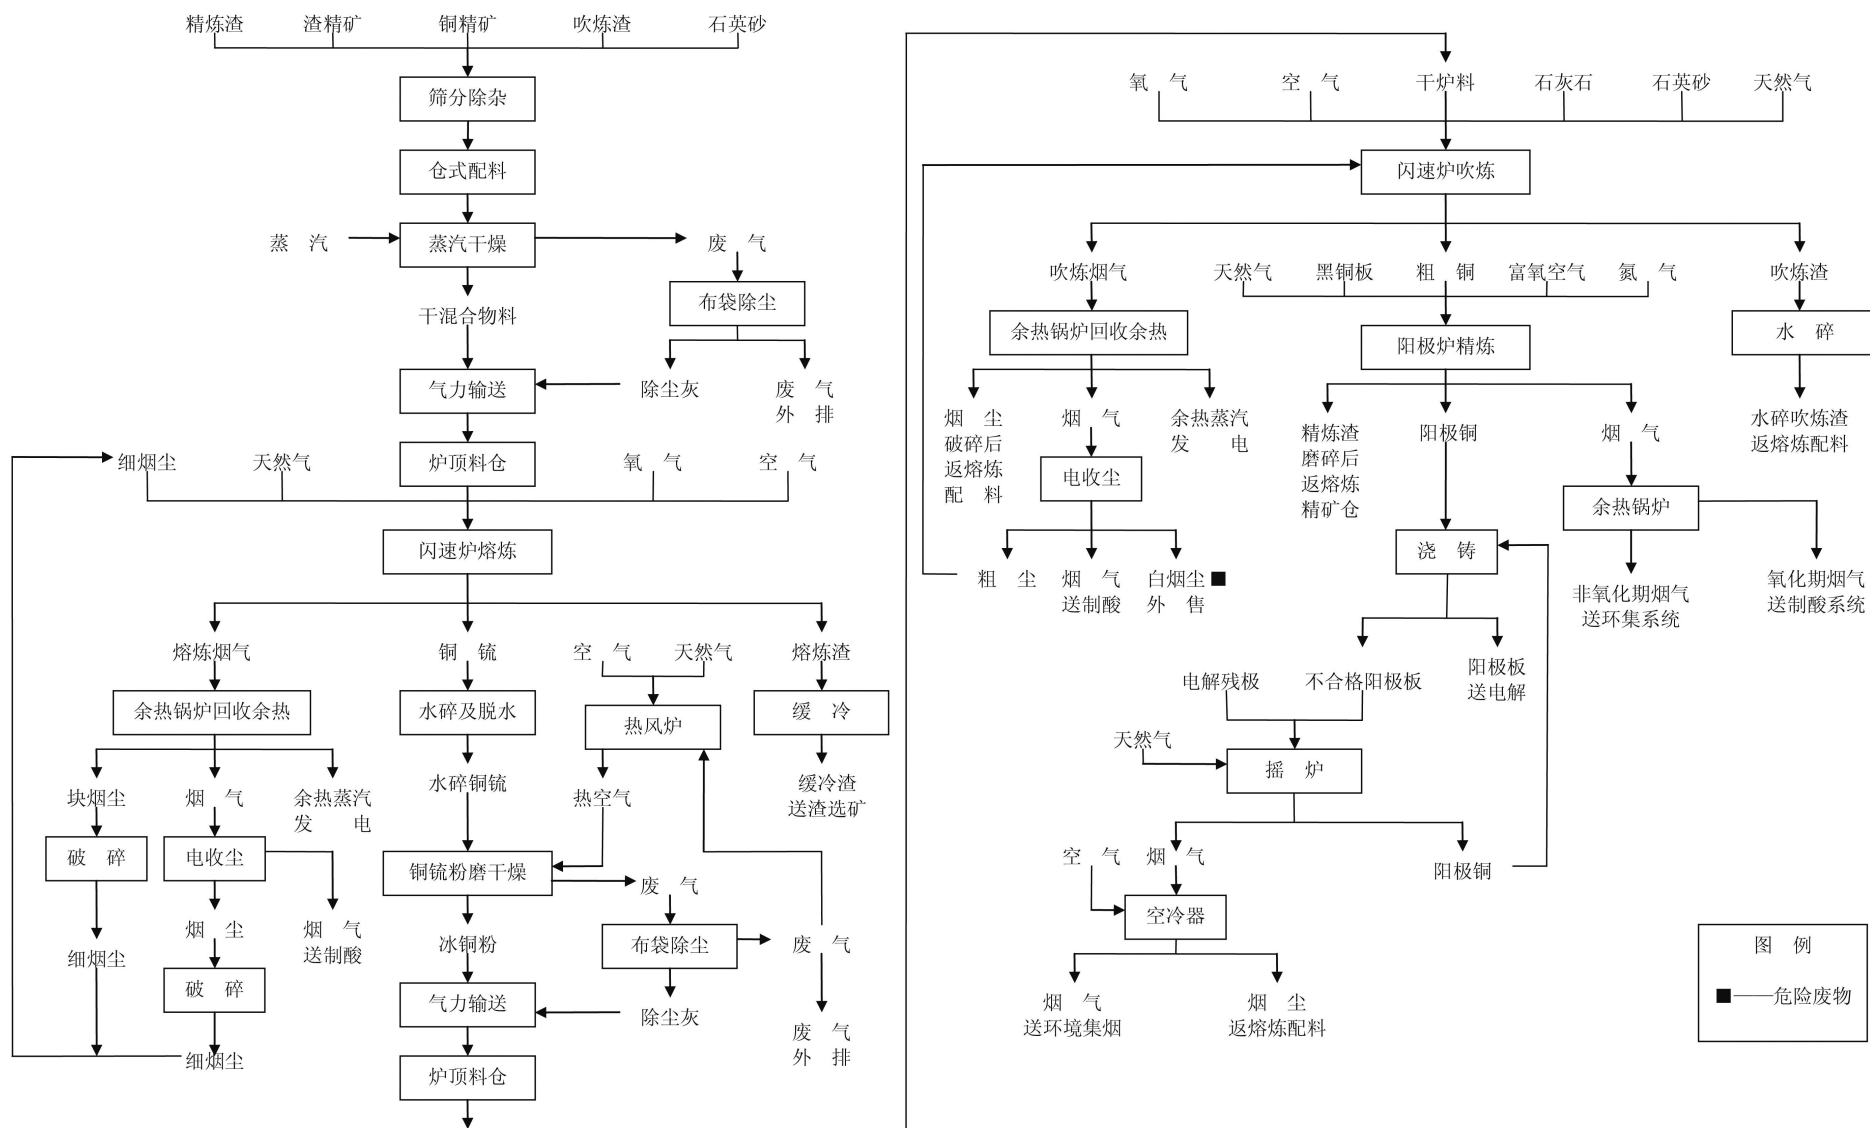 精炼渣
渣精矿
铜精矿
吹炼渣
石英砂
筛分除杂
仓式配料
蒸汽
蒸汽干燥
废气
布袋除尘
干混合物料
气力输送
除尘灰
废气
外排
炉顶料仓
细烟尘
天然气
氧气
空气
闪速炉熔炼
熔炼烟气
铜锍
空气
天然气
熔炼渣
余热锅炉回收余热
水碎及脱水
热风炉
缓冷
块烟尘
烟气
余热蒸汽
发电
水碎铜锍
热空气
缓冷渣
送渣选矿
破碎
电收尘
铜锍粉磨干燥
废气
细烟尘
烟尘
烟气
送制酸
冰铜粉
布袋除尘
废气
破碎
气力输送
除尘灰
废气
外排
细烟尘
炉顶料仓
氧气
空气
干炉料
石灰石
石英砂
天然气
闪速炉吹炼
吹炼烟气
天然气
黑铜板
粗铜
富氧空气
氮气
吹炼渣
余热锅炉回收余热
阳极炉精炼
水碎
烟尘
破碎后
返熔炼
配料
烟气
余热蒸汽
发电
精炼渣
磨碎后
返熔炼
精矿仓
阳极铜
烟气
水碎吹炼渣
返熔炼配料
电收尘
余热锅炉
浇铸
粗尘
烟气
送制酸
白烟尘■
外售
非氧化期烟气
送环集系统
氧化期烟气
送制酸系统
电解残极
不合格阳极板
阳极板
送电解
天然气
摇炉
空气
烟气
阳极铜
空冷器
烟气
送环境集烟
烟尘
返熔炼配料
图例
■——危险废物